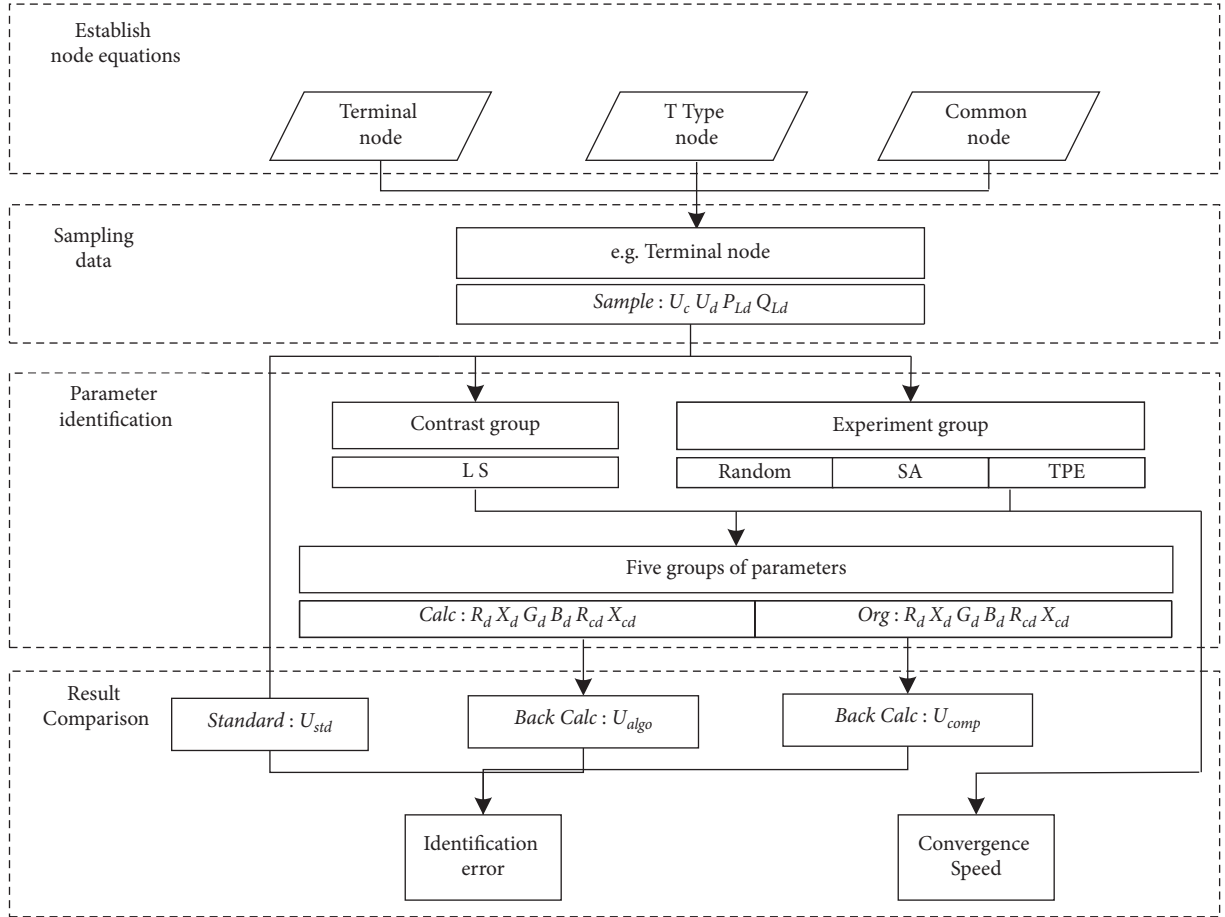 Establish
node equations
Terminal
node
T Type
node
Common
node
Sampling
data
e.g. Terminal node
Sample : U_c U_d P_Ld Q_Ld
Parameter
identification
Contrast group
Experiment group
L S
Random
SA
TPE
Five groups of parameters
Calc : R_d X_d G_d B_d R_cd X_cd
Org : R_d X_d G_d B_d R_cd X_cd
Result
Comparison
Standard : U_std
Back Calc : U_algo
Back Calc : U_comp
Identification
error
Convergence
Speed